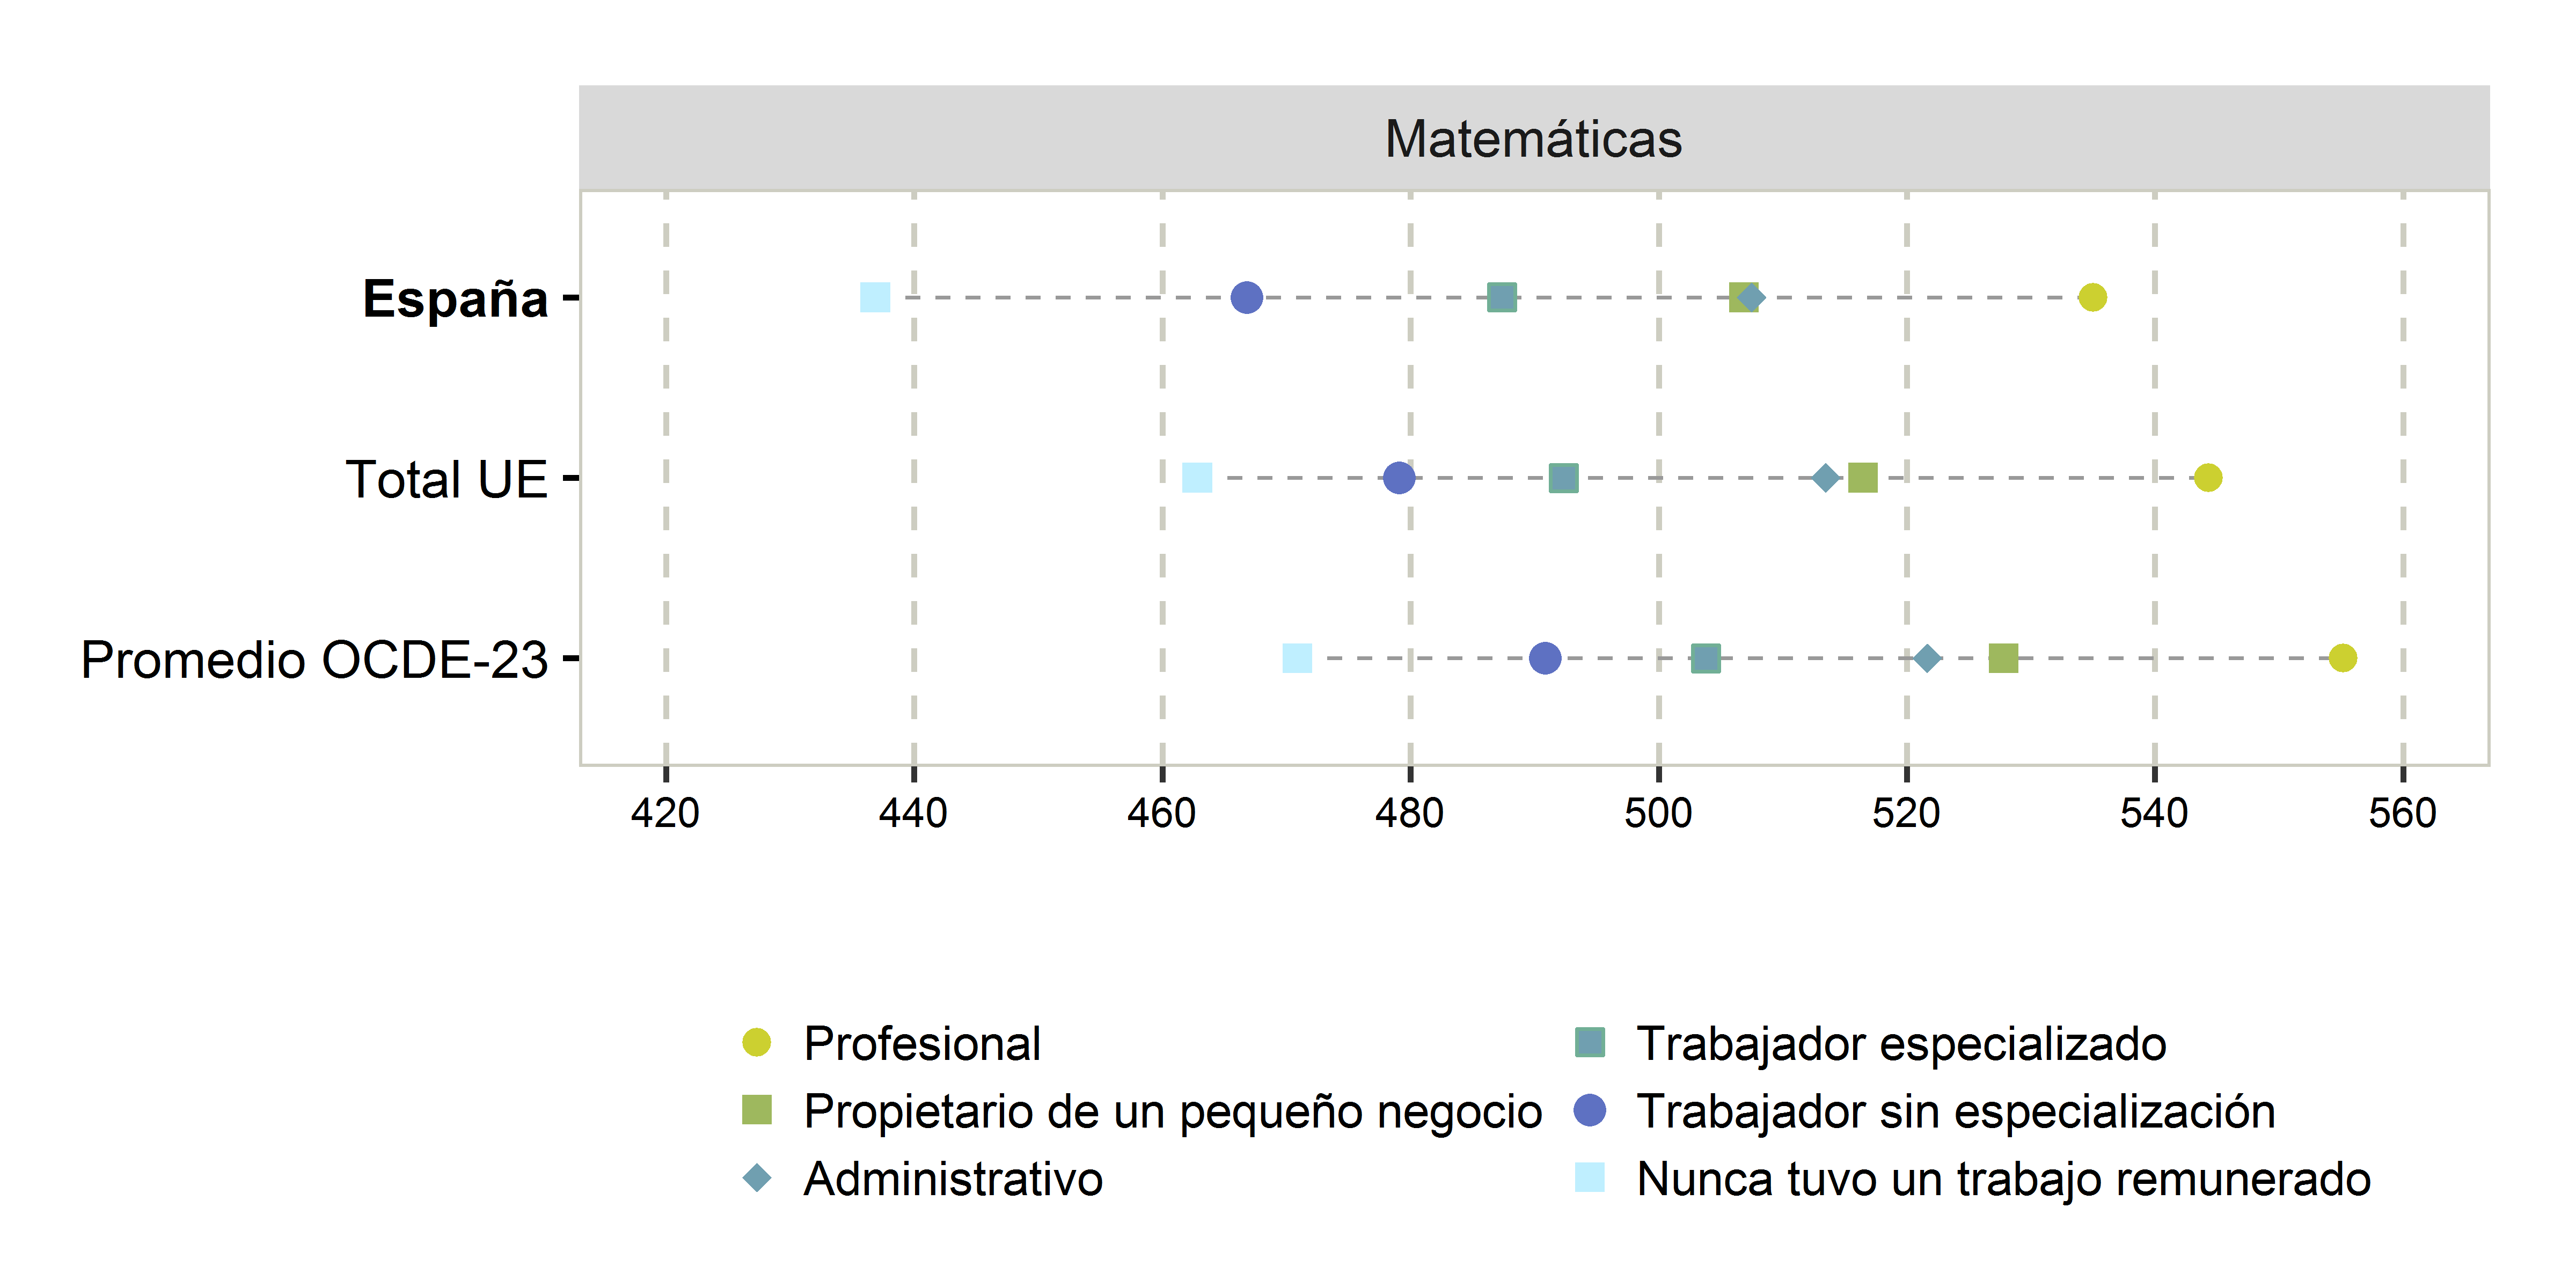 Matemáticas
España
Total UE
Promedio OCDE-23
420 440 460 480 500 520 540 560
Profesional
Propietario de un pequeño negocio
Administrativo
Trabajador especializado
Trabajador sin especialización
Nunca tuvo un trabajo remunerado